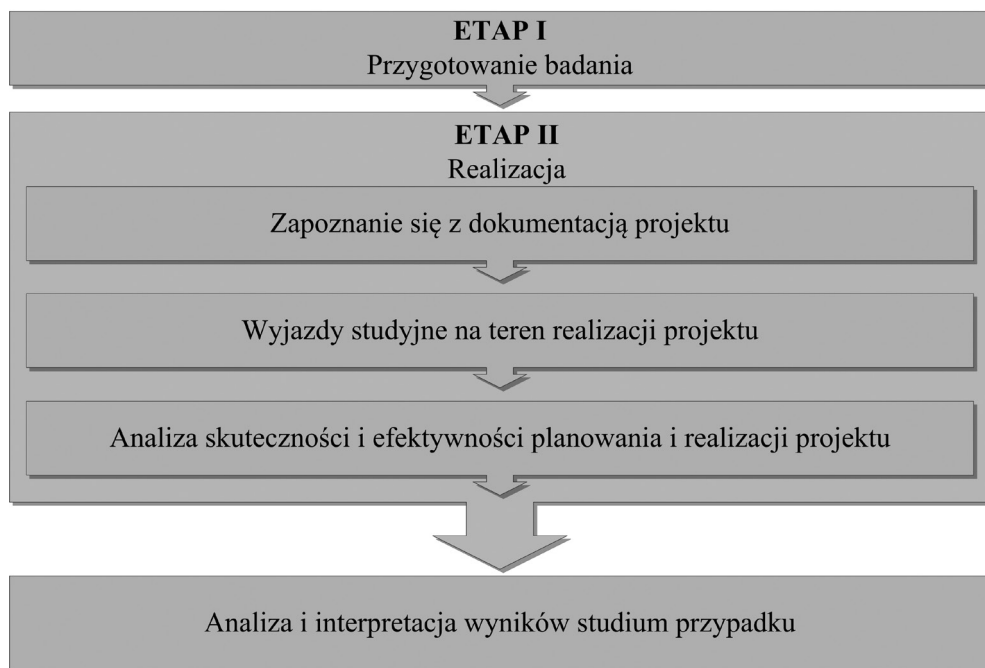 ETAP I
Przygotowanie badania
ETAP II
Realizacja
Zapoznanie się z dokumentacją projektu
Wyjazdy studyjne na teren realizacji projektu
Analiza skuteczności i efektywności planowania i realizacji projektu
Analiza i interpretacja wyników studium przypadku